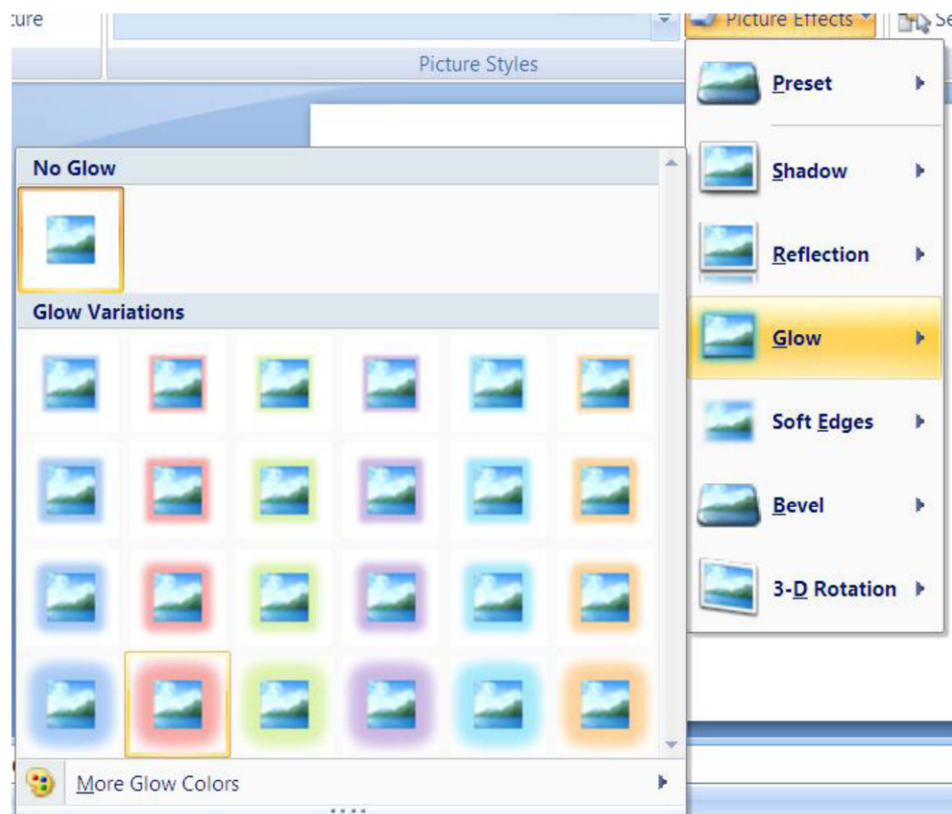 ture
Picture Effects
Se
Picture Styles
Preset
No Glow
Shadow
Reflection
Glow Variations
Glow
Soft Edges
Bevel
3-D Rotation
More Glow Colors